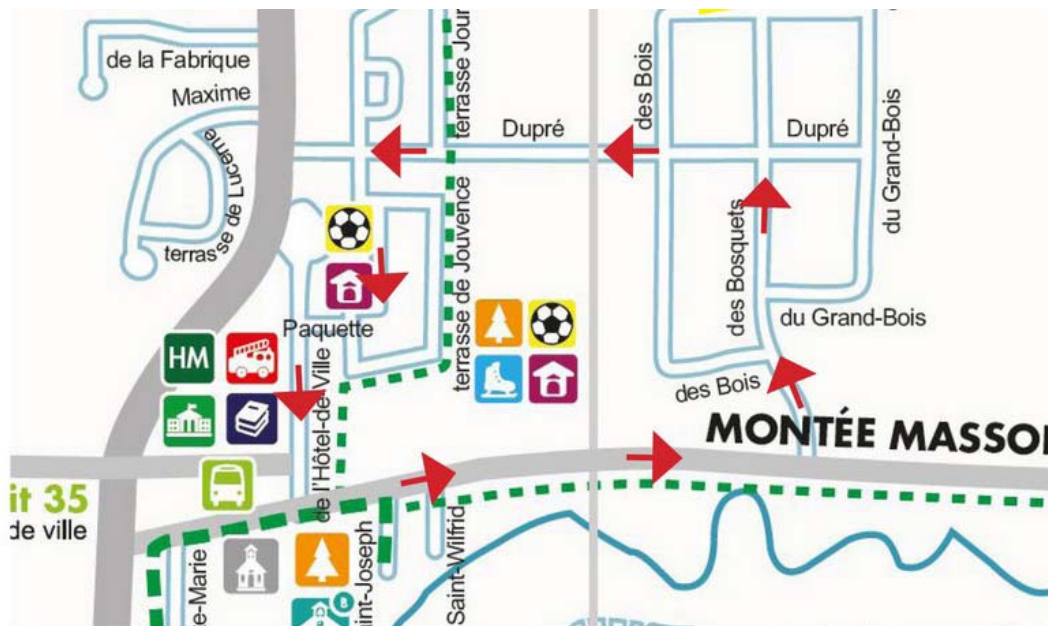 de la Fabrique
Maxime
terrasse de Lucerne
terrasse Jour
des Bois
Dupré
Dupré
du Grand-Bois
terrasse de Jouvence
des Bosquets
Paquette
du Grand-Bois
HM
de l'Hôtel-de-Ville
des Bois
MONTÉE MASSO
it 35
de ville
e-Marie
int-Joseph
Saint-Wilfrid
B